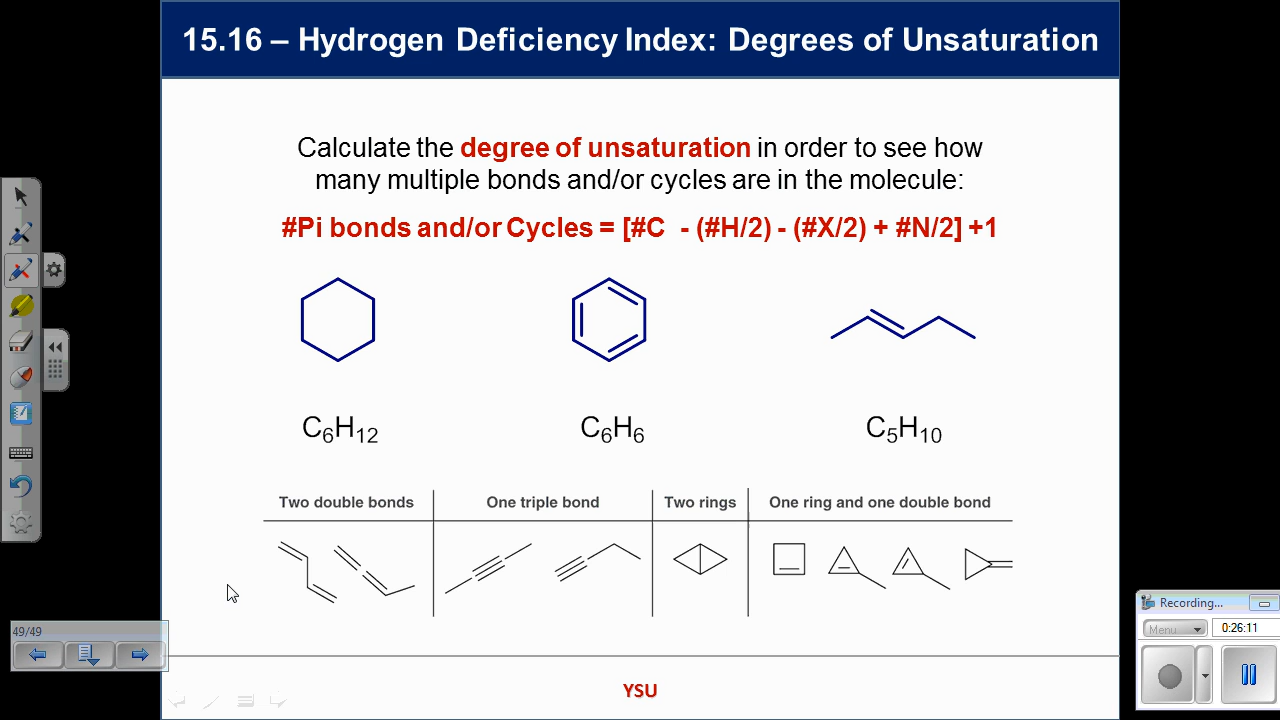 15.16 – Hydrogen Deficiency Index: Degrees of Unsaturation
Calculate the degree of unsaturation in order to see how
many multiple bonds and/or cycles are in the molecule:
#Pi bonds and/or Cycles = [#C - (#H/2) - (#X/2) + #N/2] +1
C6H12 C6H6 C5H10
Two double bonds One triple bond Two rings One ring and one double bond
Recording...
Menu 0:26:11
49/49
YSU